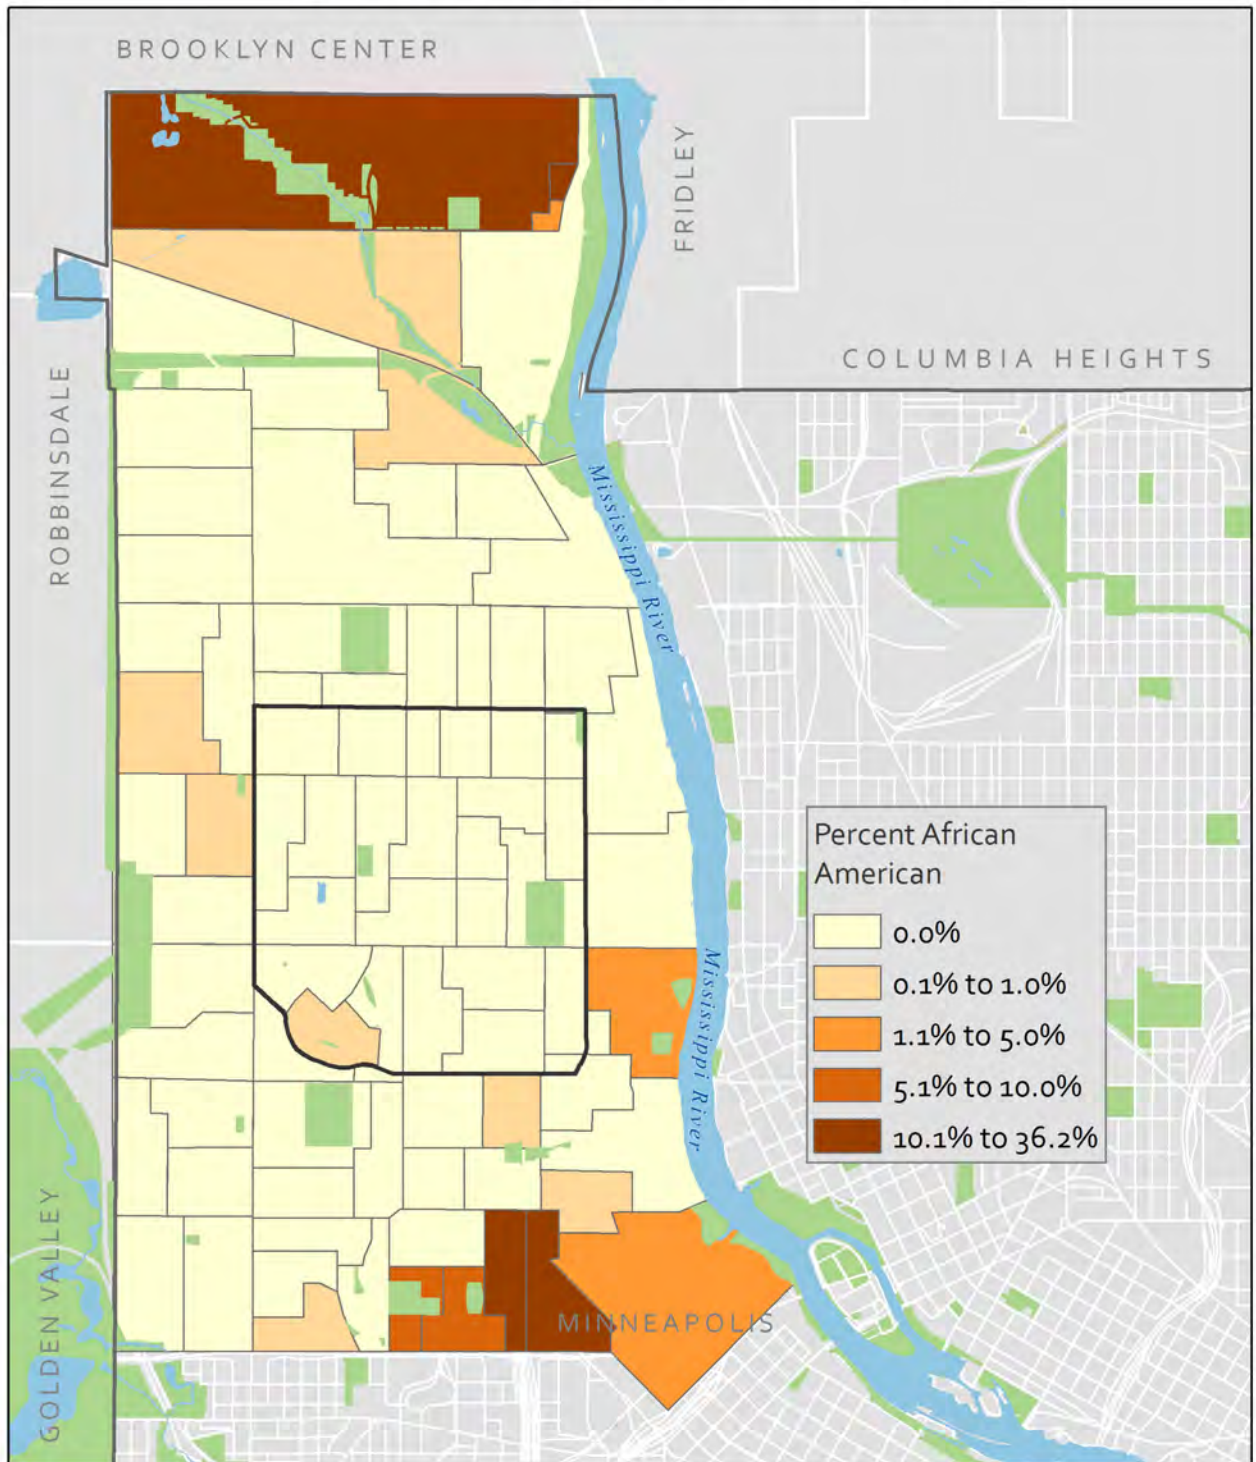 BROOKLYN CENTER
FRIDLEY
COLUMBIA HEIGHTS
ROBBINSDALE
Mississippi River
Percent African
American
0.0%
0.1% to 1.0%
1.1% to 5.0%
5.1% to 10.0%
10.1% to 36.2%
Mississippi River
GOLDEN VALLEY
MINNEAPOLIS